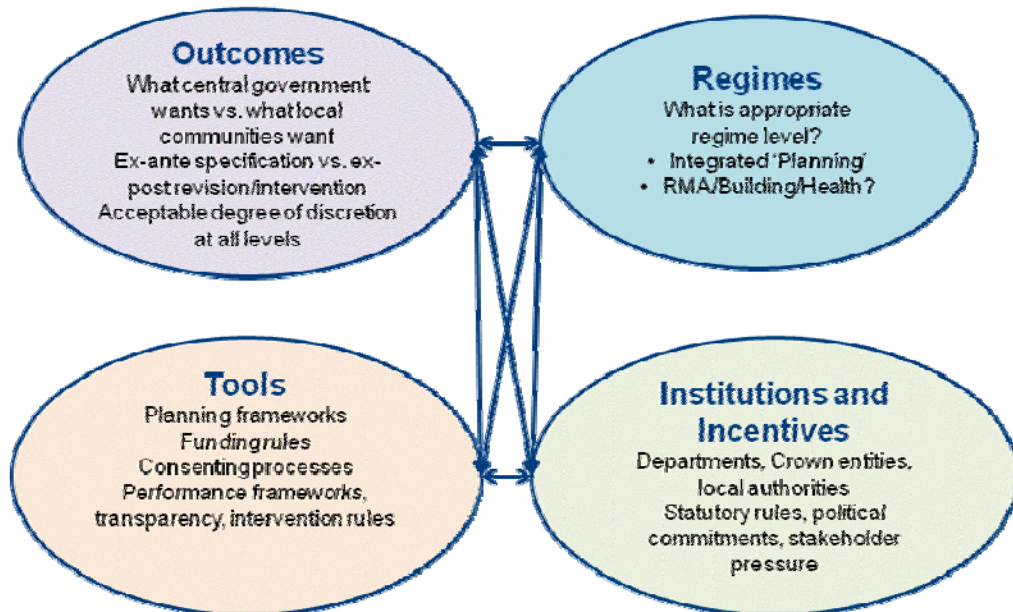 Outcomes
What central government
wants vs. what local
communities want
Ex-ante specification vs. ex-
post revision/intervention
Acceptable degree of discretion
at all levels
Regimes
What is appropriate
regime level?
• Integrated 'Planning'
• RMA/Building/Health?
Tools
Planning frameworks
Funding rules
Consenting processes
Performance frameworks,
transparency, intervention rules
Institutions and
Incentives
Departments, Crown entities,
local authorities
Statutory rules, political
commitments, stakeholder
pressure